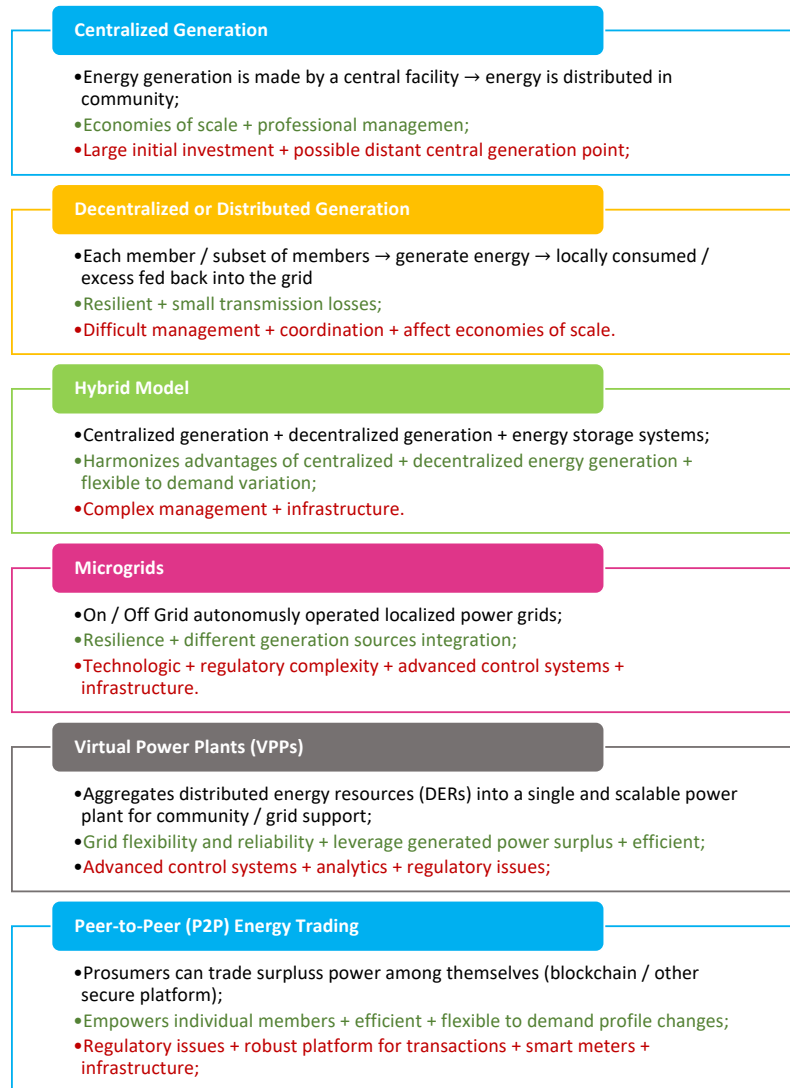 Centralized Generation
•Energy generation is made by a central facility → energy is distributed in
community;
•Economies of scale + professional managemen;
•Large initial investment + possible distant central generation point;
Decentralized or Distributed Generation
•Each member / subset of members → generate energy → locally consumed /
excess fed back into the grid
•Resilient + small transmission losses;
•Difficult management + coordination + affect economies of scale.
Hybrid Model
•Centralized generation + decentralized generation + energy storage systems;
•Harmonizes advantages of centralized + decentralized energy generation +
flexible to demand variation;
•Complex management + infrastructure.
Microgrids
•On / Off Grid autonomusly operated localized power grids;
•Resilience + different generation sources integration;
•Technologic + regulatory complexity + advanced control systems +
infrastructure.
Virtual Power Plants (VPPs)
•Aggregates distributed energy resources (DERs) into a single and scalable power
plant for community / grid support;
•Grid flexibility and reliability + leverage generated power surplus + efficient;
•Advanced control systems + analytics + regulatory issues;
Peer-to-Peer (P2P) Energy Trading
•Prosumers can trade surpluss power among themselves (blockchain / other
secure platform);
•Empowers individual members + efficient + flexible to demand profile changes;
•Regulatory issues + robust platform for transactions + smart meters +
infrastructure;